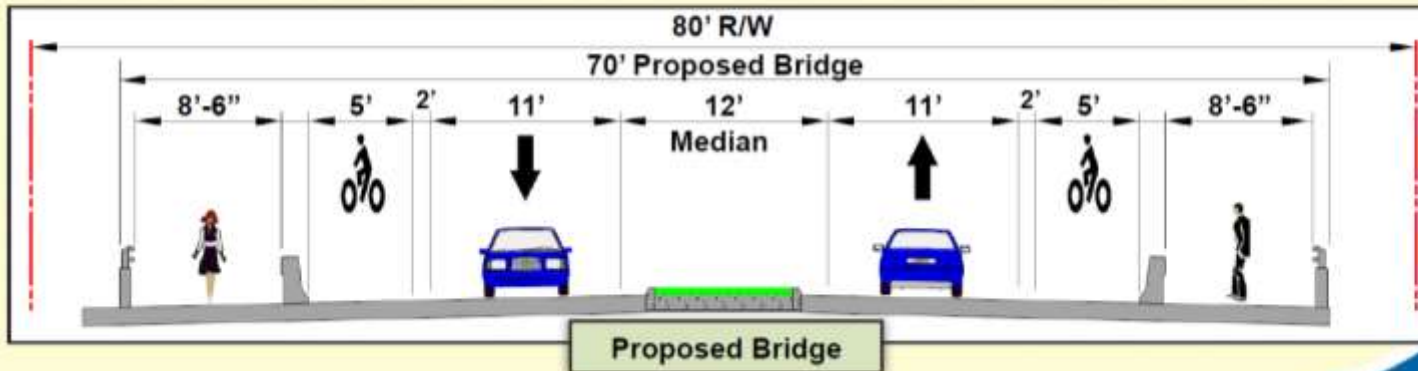 80’ R/W
70’ Proposed Bridge
8’-6” 5’ 2’ 11’ 12’ 11’ 2’ 5’ 8’-6”
Median
Proposed Bridge